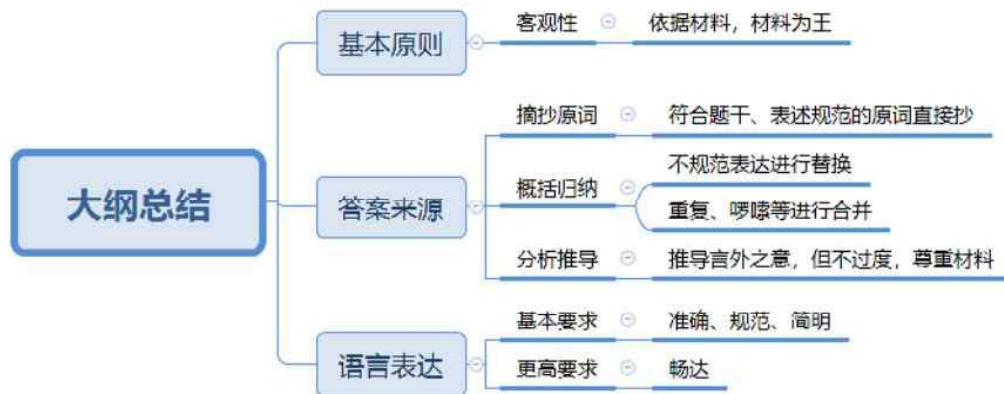 大纲总结
基本原则
客观性
依据材料，材料为王
答案来源
摘抄原词
符合题干、表述规范的原词直接抄
概括归纳
不规范表达进行替换
重复、啰嗦等进行合并
分析推导
推导言外之意，但不过度，尊重材料
语言表达
基本要求
准确、规范、简明
更高要求
畅达